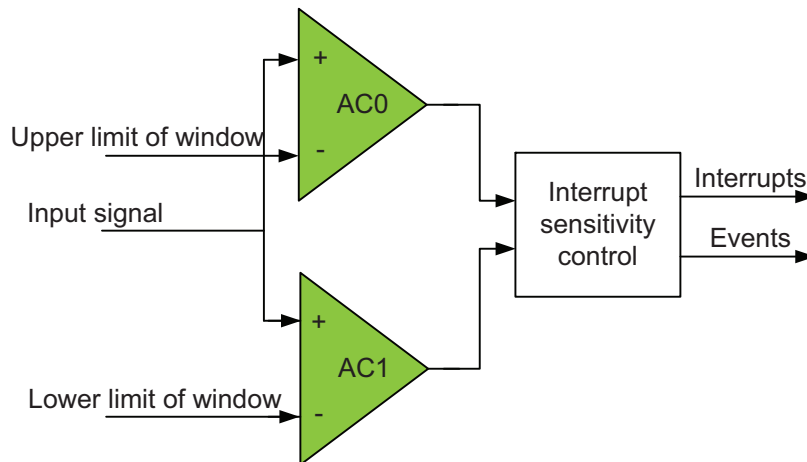 +
AC0
Upper limit of window
-
Input signal
Interrupt
sensitivity
control
Interrupts
Events
+
AC1
Lower limit of window
-